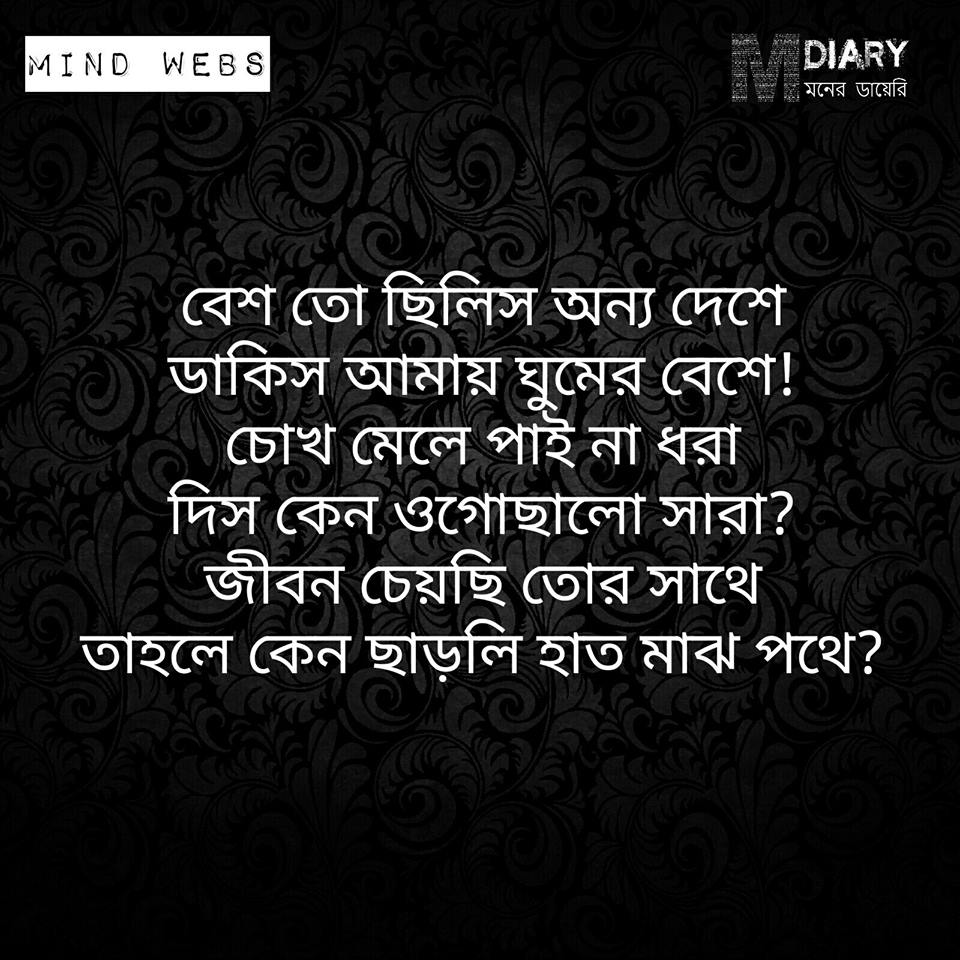 MIND WEBS
M DIARY
মনের ডায়েরি
বেশ তো ছিলিস অন্য দেশে
ডাকিস আমায় ঘুমের বেশে!
চোখ মেলে পাই না ধরা
দিস কেন ওগোছালো সারা?
জীবন চেয়ছি তোর সাথে
তাহলে কেন ছাড়লি হাত মাঝ পথে?